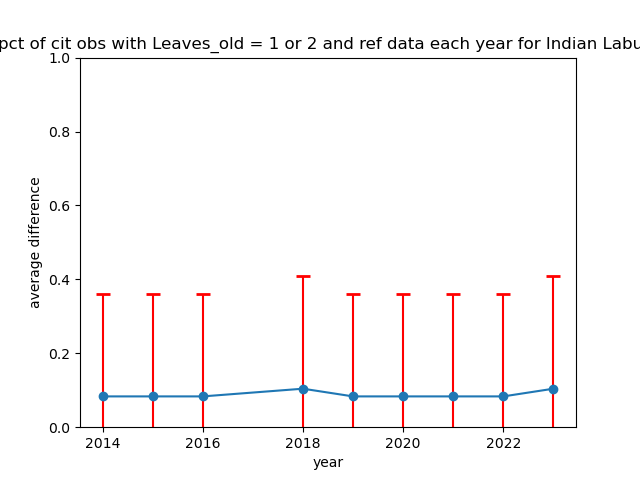 pct of cit obs with Leaves_old = 1 or 2 and ref data each year for Indian Labu
1.0
0.8
0.6
0.4
0.2
0.0
average difference
2014 2016 2018 2020 2022
year